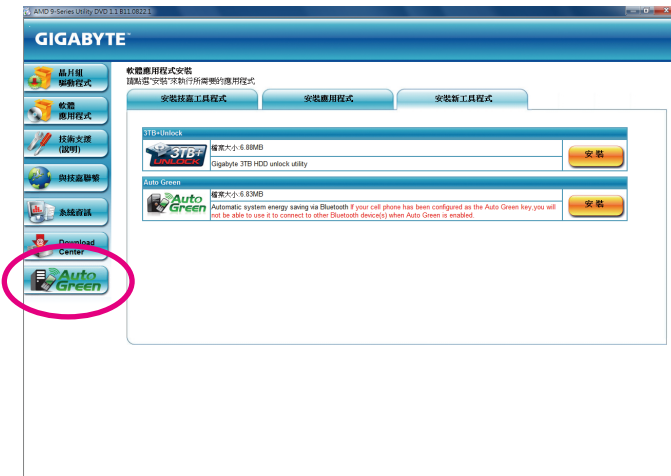 AMD 9-Series Utility DVD 1.1 B11.0822.1
GIGABYTE™
晶片組
驅動程式
軟體
應用程式
技術支援
(說明)
與技嘉聯繫
系統資訊
Download
Center
Auto
Green
軟體應用程式安裝
請點選"安裝"來執行所需要的應用程式
安裝技嘉工具程式
安裝應用程式
安裝新工具程式
3TB+Unlock
3TB+
UNLOCK
檔案大小:6.88MB
Gigabyte 3TB HDD unlock utility
安裝
Auto Green
Auto
Green
檔案大小:6.83MB
Automatic system energy saving via Bluetooth If your cell phone has been configured as the Auto Green key,you will
not be able to use it to connect to other Bluetooth device(s) when Auto Green is enabled.
安裝